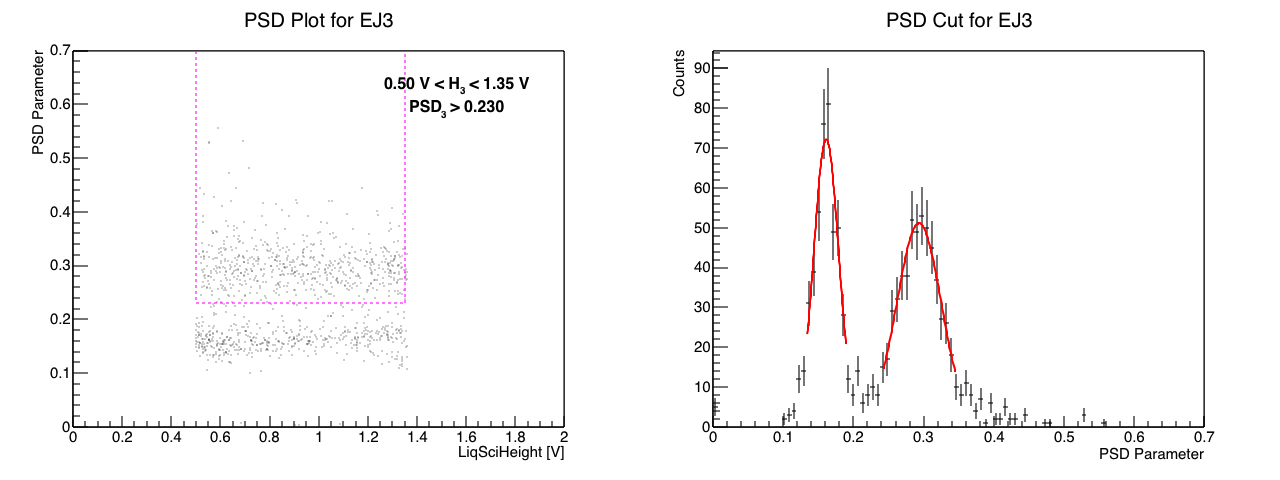 PSD Plot for EJ3
PSD Parameter
0.7
0.6
0.5
0.4
0.3
0.2
0.1
0
0.50 V < H3 < 1.35 V
PSD3 > 0.230
0 0.2 0.4 0.6 0.8 1 1.2 1.4 1.6 1.8 2
LiqSciHeight [V]
PSD Cut for EJ3
Counts
90
80
70
60
50
40
30
20
10
0
0 0.1 0.2 0.3 0.4 0.5 0.6 0.7
PSD Parameter